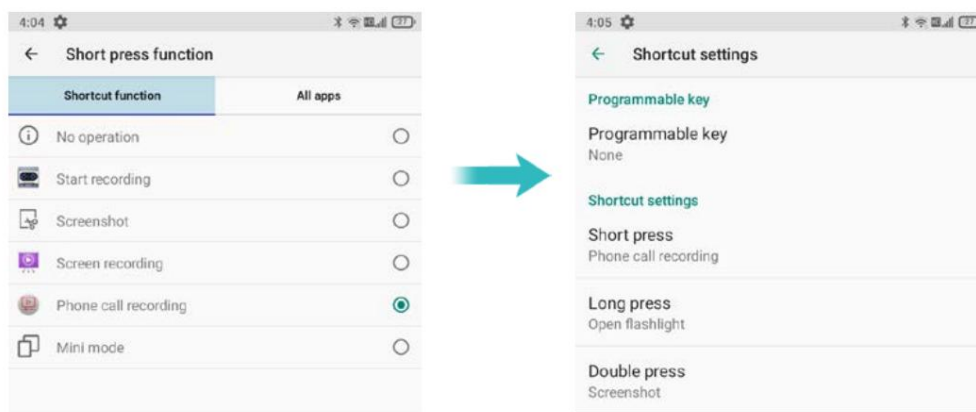 4:04
27
Short press function
Shortcut function
All apps
No operation
Start recording
Screenshot
Screen recording
Phone call recording
Mini mode
4:05
27
Shortcut settings
Programmable key
Programmable key
None
Shortcut settings
Short press
Phone call recording
Long press
Open flashlight
Double press
Screenshot